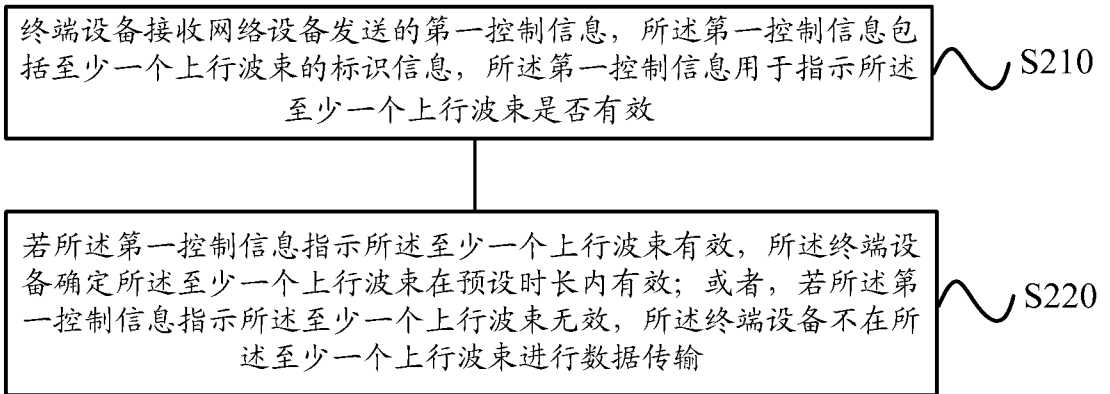 终端设备接收网络设备发送的第一控制信息，所述第一控制信息包
括至少一个上行波束的标识信息，所述第一控制信息用于指示所述
至少一个上行波束是否有效
S210
若所述第一控制信息指示所述至少一个上行波束有效，所述终端设
备确定所述至少一个上行波束在预设时长内有效；或者，若所述第
一控制信息指示所述至少一个上行波束无效，所述终端设备不在所
述至少一个上行波束进行数据传输
S220